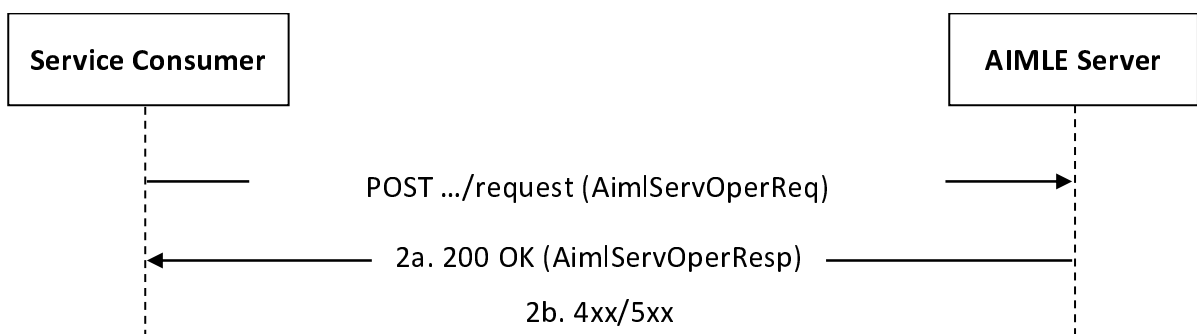 Service Consumer
AIMLE Server
POST …/request (AimlServOperReq)
2a. 200 OK (AimlServOperResp)
2b. 4xx/5xx